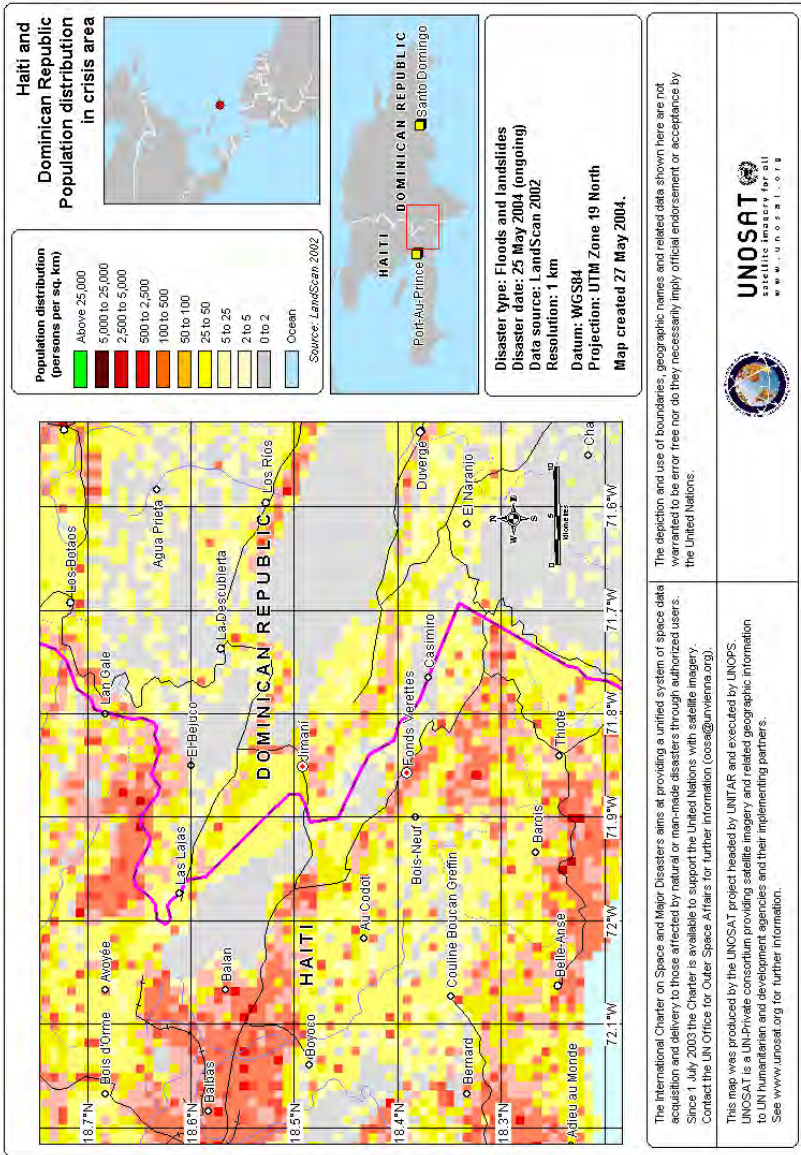 Haiti and
Dominican Republic
Population distribution
in crisis area
Population distribution
(persons per sq. km)
Above 25,000
5,000 to 25,000
2,500 to 5,000
500 to 2,500
100 to 500
50 to 100
25 to 50
5 to 25
2 to 5
0 to 2
Ocean
Source: LandScan 2002
HAITI
DOMINICAN REPUBLIC
Port-Au-Prince
Santo Domingo
Disaster type: Floods and landslides
Disaster date: 25 May 2004 (ongoing)
Data source: LandScan 2002
Resolution: 1 km
Datum: WGS84
Projection: UTM Zone 19 North
Map created 27 May 2004.
18.7°N
18.6°N
18.5°N
18.4°N
18.3°N
72.1°W
72°W
71.9°W
71.8°W
71.7°W
71.6°W
Bois d'Orme
Avoyée
Lan Gale
Los-Betaos
Agua Prieta
Balbas
Balan
Las Laias
El-Bejuco
La-Descubierta
Los Ríos
DOMINICAN REPUBLIC
Boyoco
HAITI
Jimaní
Au Codot
Bois-Neuf
Fonds Verettes
Casimiro
Duverge
Couline Boucan Greffin
Bernard
El Naranjo
Barois
Thiote
Belle-Anse
Adieu au Monde
Cha
N
W
E
S
0
5
10
kilometres
The International Charter on Space and Major Disasters aims at providing a unified system of space data
acquisition and delivery to those affected by natural or man-made disasters through authorized users.
Since 1 July 2003 the Charter is available to support the United Nations with satellite imagery.
Contact the UN Office for Outer Space Affairs for further information (oosa@unvienna.org).
The depiction and use of boundaries, geographic names and related data shown here are not
warranted to be error free nor do they necessarily imply official endorsement or acceptance by
the United Nations.
This map was produced by the UNOSAT project headed by UNITAR and executed by UNOPS.
UNOSAT is a UN-Private consortium providing satellite imagery and related geographic information
to UN humanitarian and development agencies and their implementing partners.
See www.unosat.org for further information.
UNOSAT
satellite imagery for all
www.unosat.org